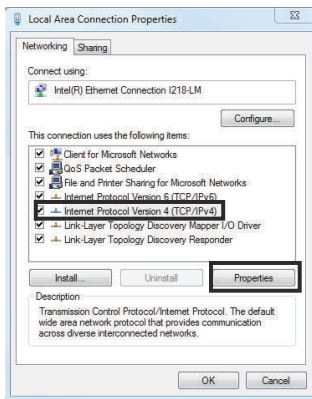 Local Area Connection Properties
Networking
Sharing
Connect using:
Intel(R) Ethernet Connection I218-LM
Configure...
This connection uses the following items:
Client for Microsoft Networks
QoS Packet Scheduler
File and Printer Sharing for Microsoft Networks
Internet Protocol Version 6 (TCP/IPv6)
Internet Protocol Version 4 (TCP/IPv4)
Link-Layer Topology Discovery Mapper I/O Driver
Link-Layer Topology Discovery Responder
Install...
Uninstall
Properties
Description
Transmission Control Protocol/Internet Protocol. The default
wide area network protocol that provides communication
across diverse interconnected networks.
OK
Cancel